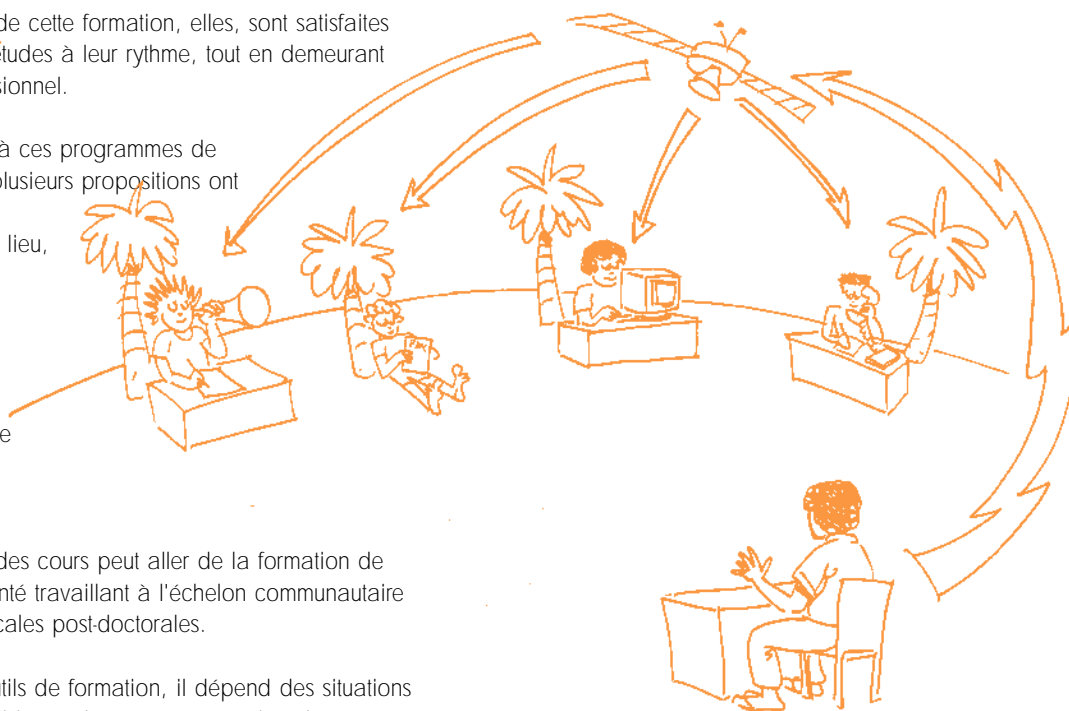 de cette formation, elles, sont satisfaites
études à leur rythme, tout en demeurant
sionnel.
à ces programmes de
plusieurs propositions ont
lieu,
e
des cours peut aller de la formation de
nté travaillant à l'échelon communautaire
cales post-doctorales.
utils de formation, il dépend des situations